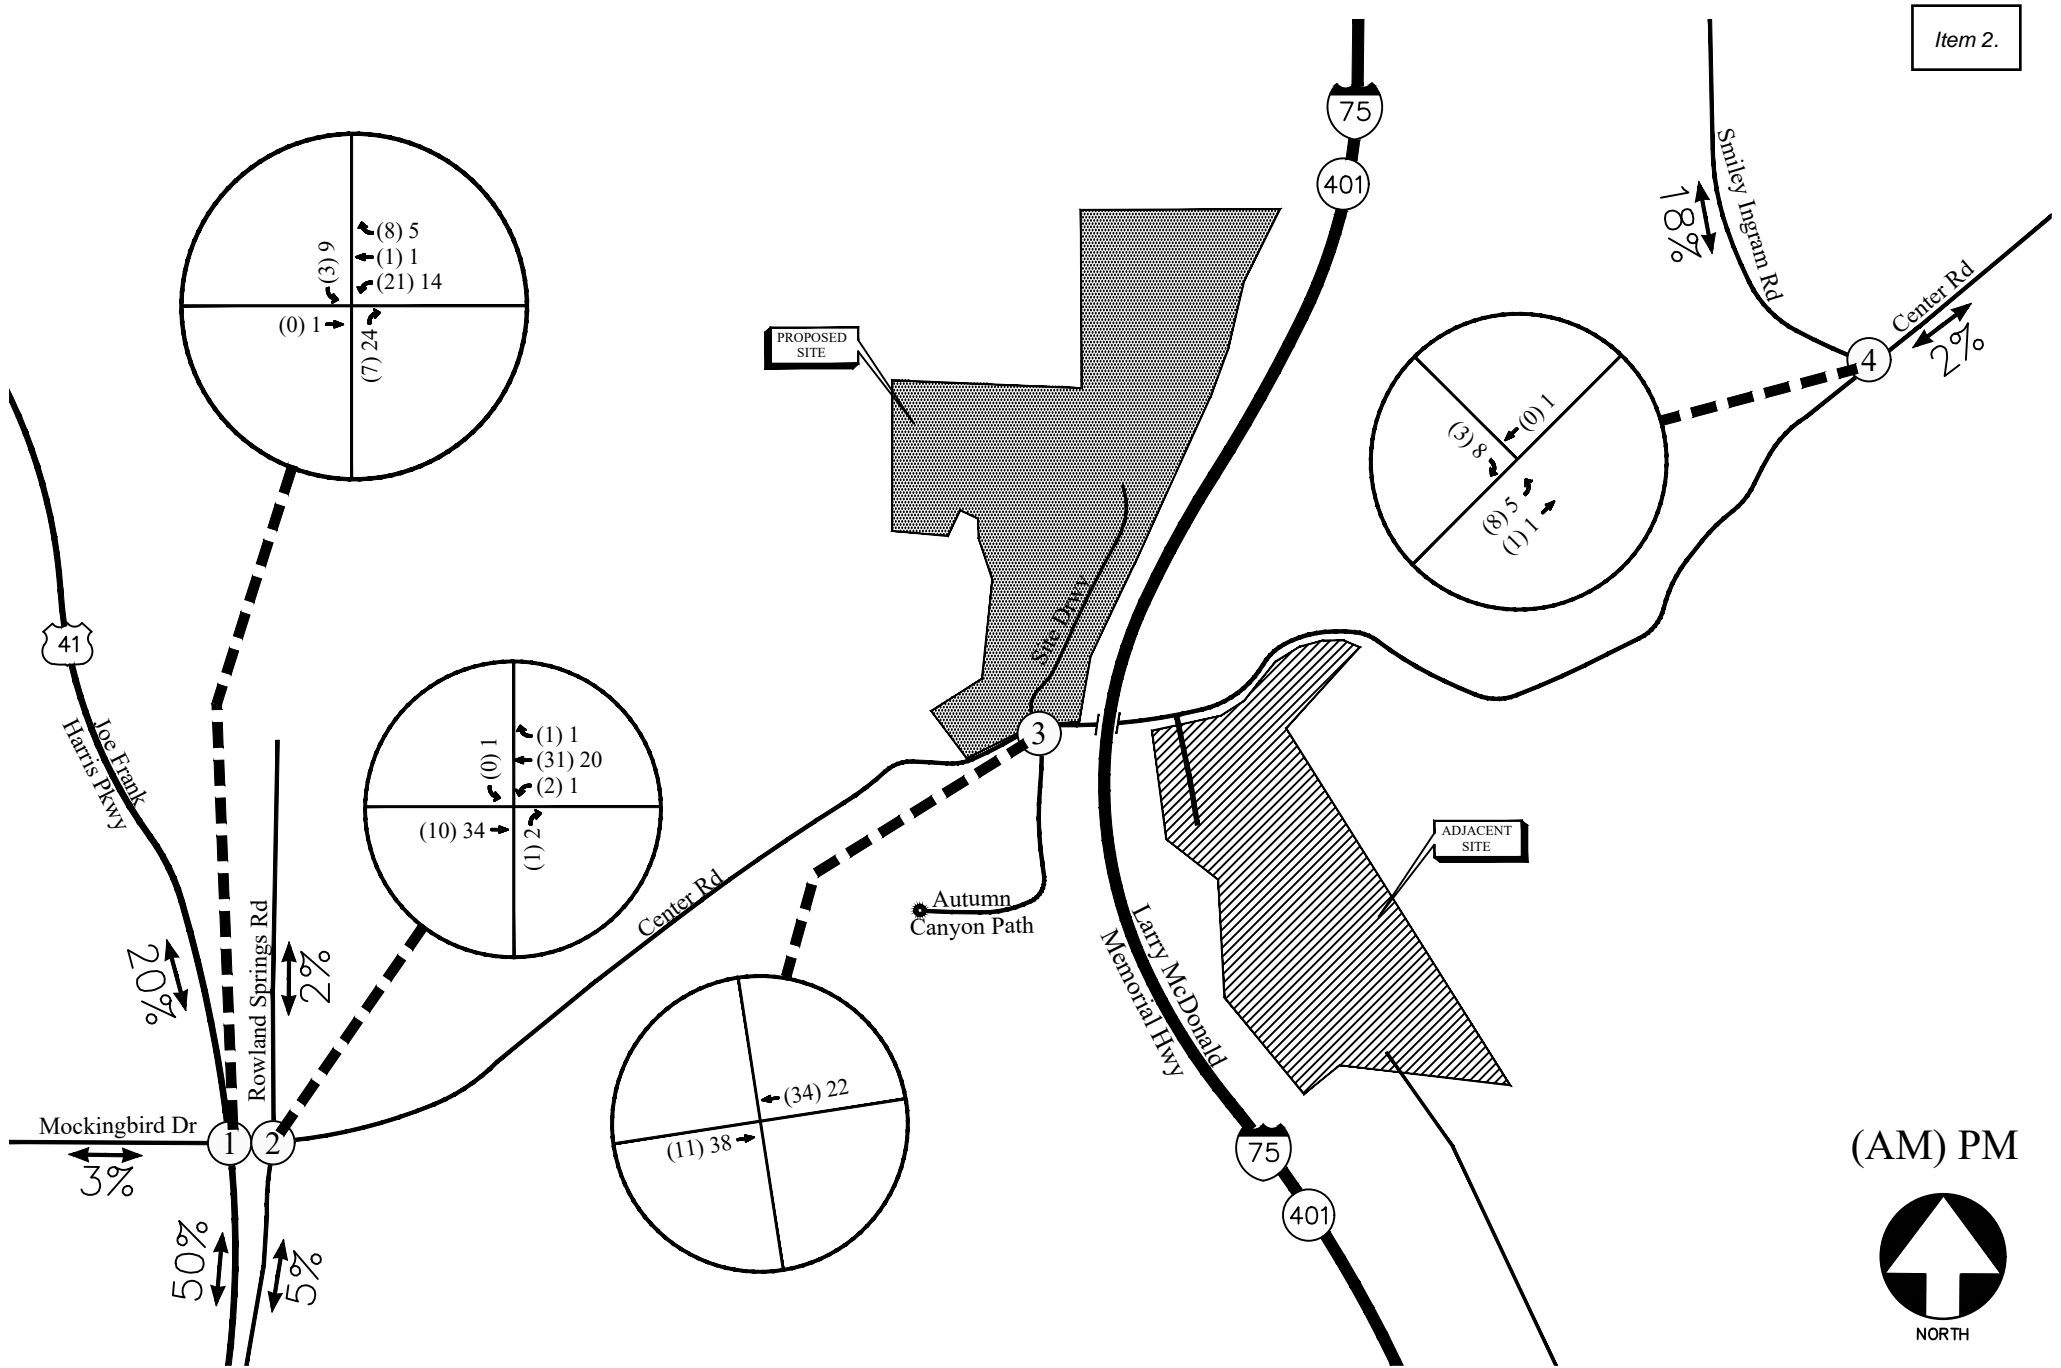 Item 2.
75
401
Smiley Ingram Rd
18%
Center Rd
2%
4
(8) 5
(1) 1
(21) 14
(3) 9
(0) 1
(7) 24
PROPOSED
SITE
(0) 1
(3) 8
(8) 5
(1) 1
41
Joe Frank
Harris Pkwy
Site Drwy
3
(1) 1
(31) 20
(2) 1
(0) 1
(10) 34
(1) 2
ADJACENT
SITE
Center Rd
Autumn
Canyon Path
Larry McDonald
Memorial Hwy
20%
Rowland Springs Rd
2%
(34) 22
(11) 38
Mockingbird Dr
3%
1
2
75
401
50%
5%
(AM) PM
NORTH